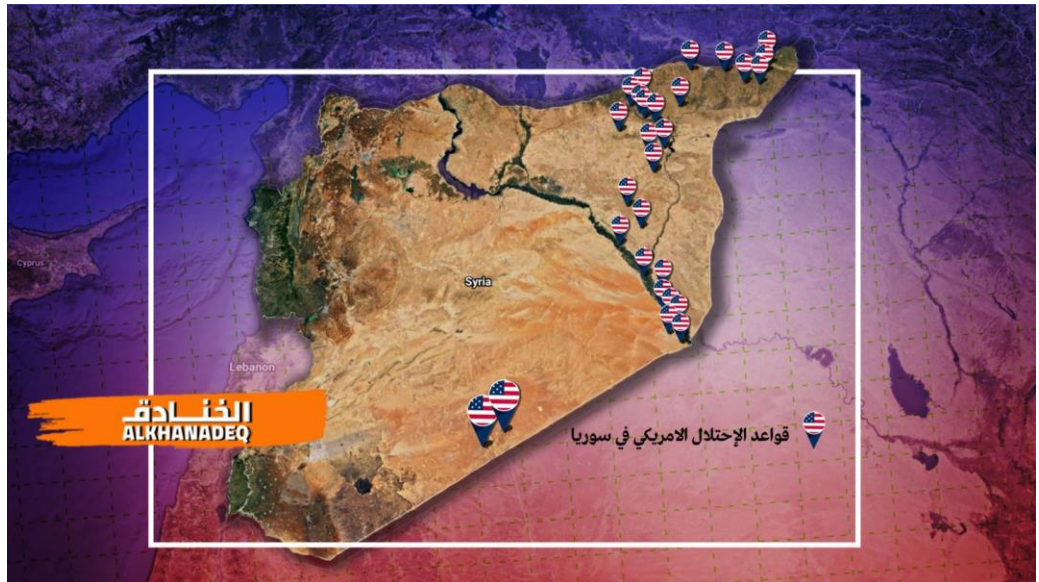 Cyprus
Syria
Lebanon
الخنادق
ALKHANADEQ
قواعد الإحتلال الامريكي في سوريا